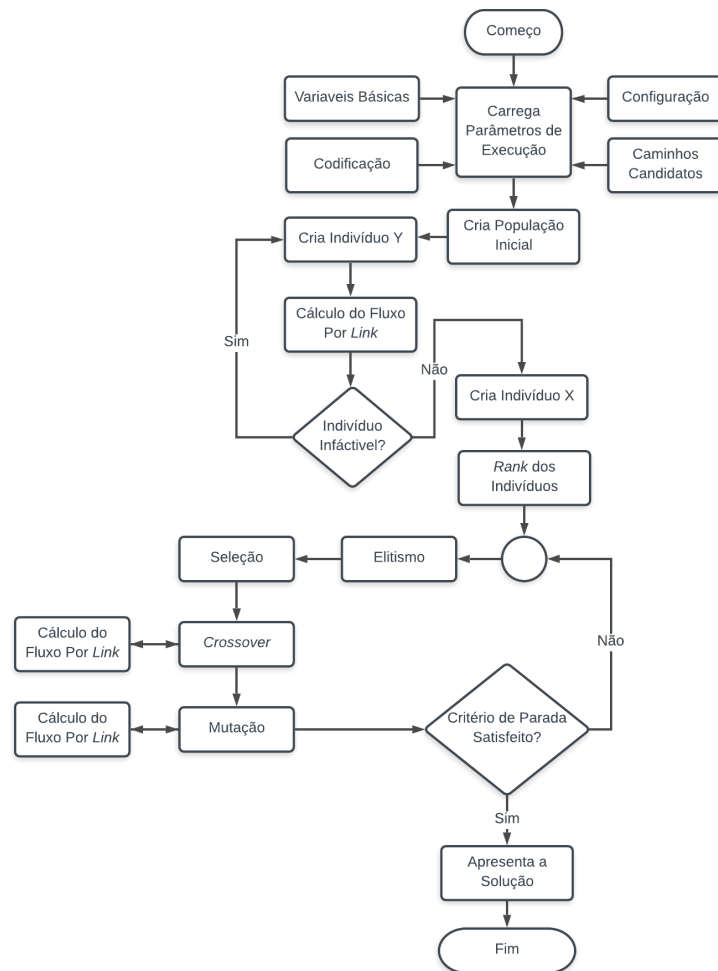 Começo
Variaveis Básicas
Carrega
Parâmetros de
Execução
Configuração
Codificação
Caminhos
Candidatos
Cria População
Inicial
Cria Indivíduo Y
Cálculo do Fluxo
Por Link
Sim
Não
Indivíduo
Infáctivel?
Cria Indivíduo X
Rank dos
Indivíduos
Seleção
Elitismo
Cálculo do
Fluxo Por Link
Crossover
Não
Cálculo do
Fluxo Por Link
Mutação
Critério de Parada
Satisfeito?
Sim
Apresenta a
Solução
Fim